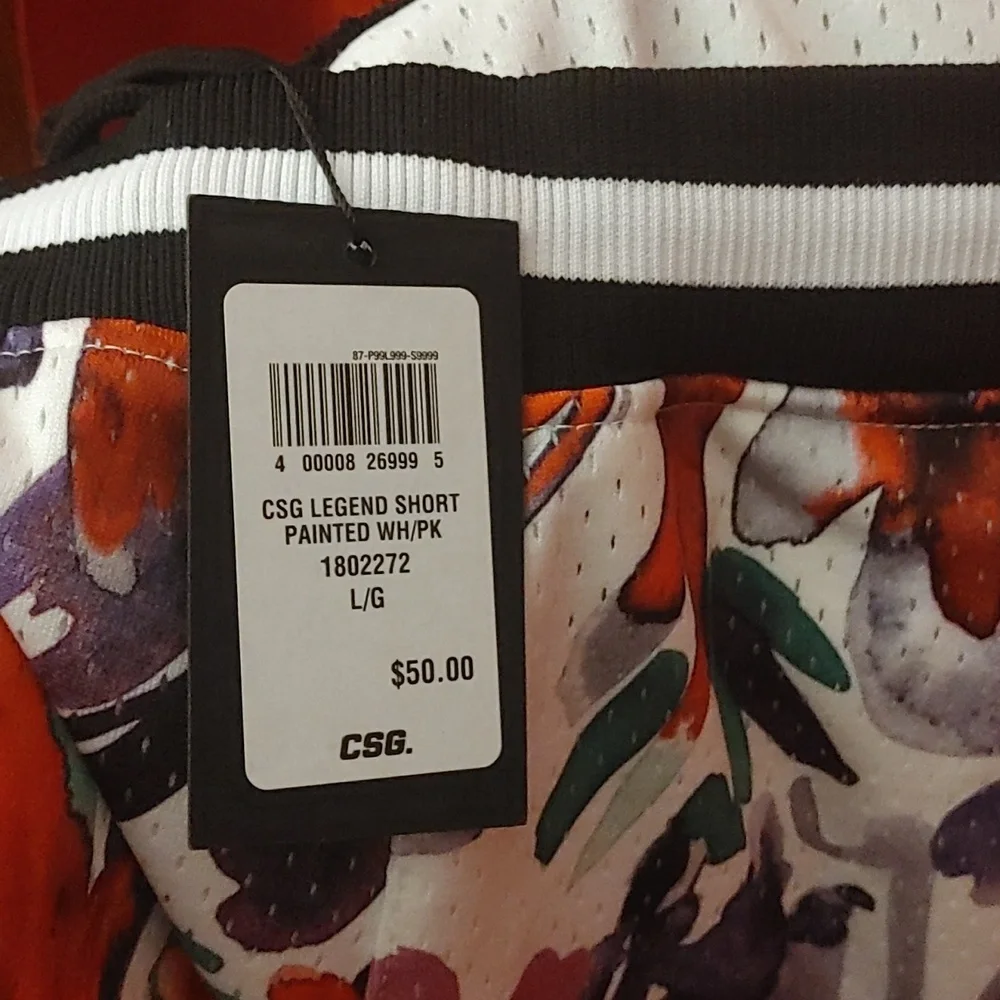 87-P99L999-S9999
4 00008 26999 5
CSG LEGEND SHORT
PAINTED WH/PK
1802272
L/G
$50.00
CSG.